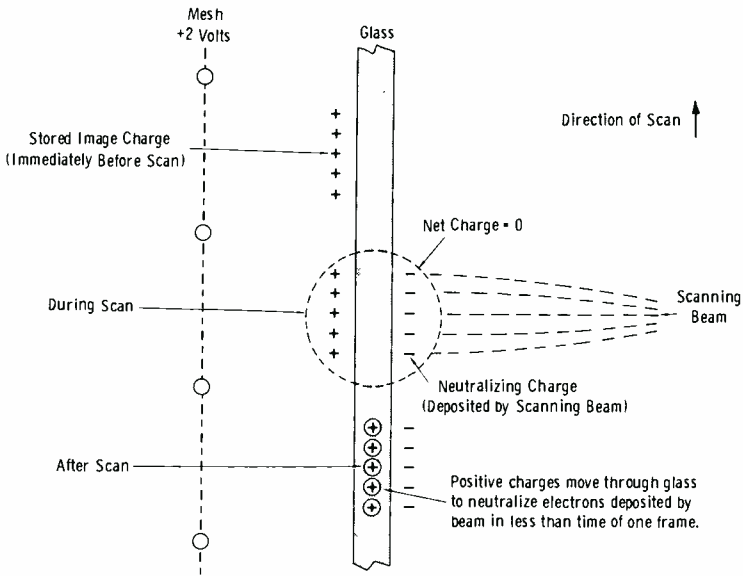 Mesh
+2 Volts
Glass
Stored Image Charge
(Immediately Before Scan)
Direction of Scan
Net Charge = 0
During Scan
Scanning
Beam
Neutralizing Charge
(Deposited by Scanning Beam)
After Scan
Positive charges move through glass
to neutralize electrons deposited by
beam in less than time of one frame.